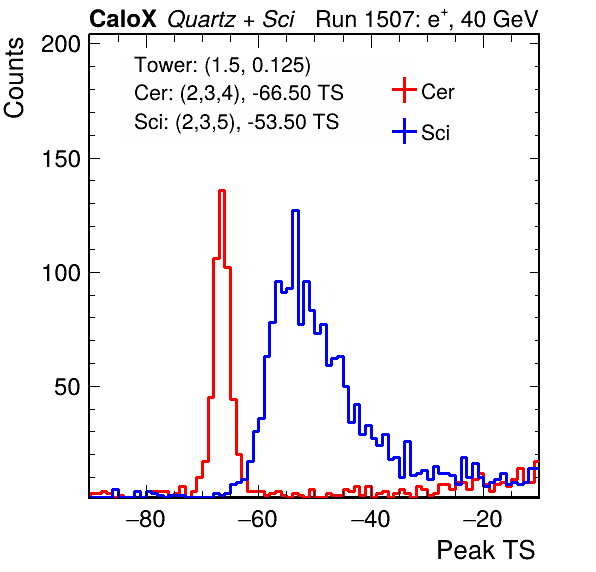 CaloX Quartz + Sci Run 1507: e⁺, 40 GeV
Counts
Tower: (1.5, 0.125)
Cer: (2,3,4), -66.50 TS
Sci: (2,3,5), -53.50 TS
Cer
Sci
200
150
100
50
−80 −60 −40 −20
Peak TS